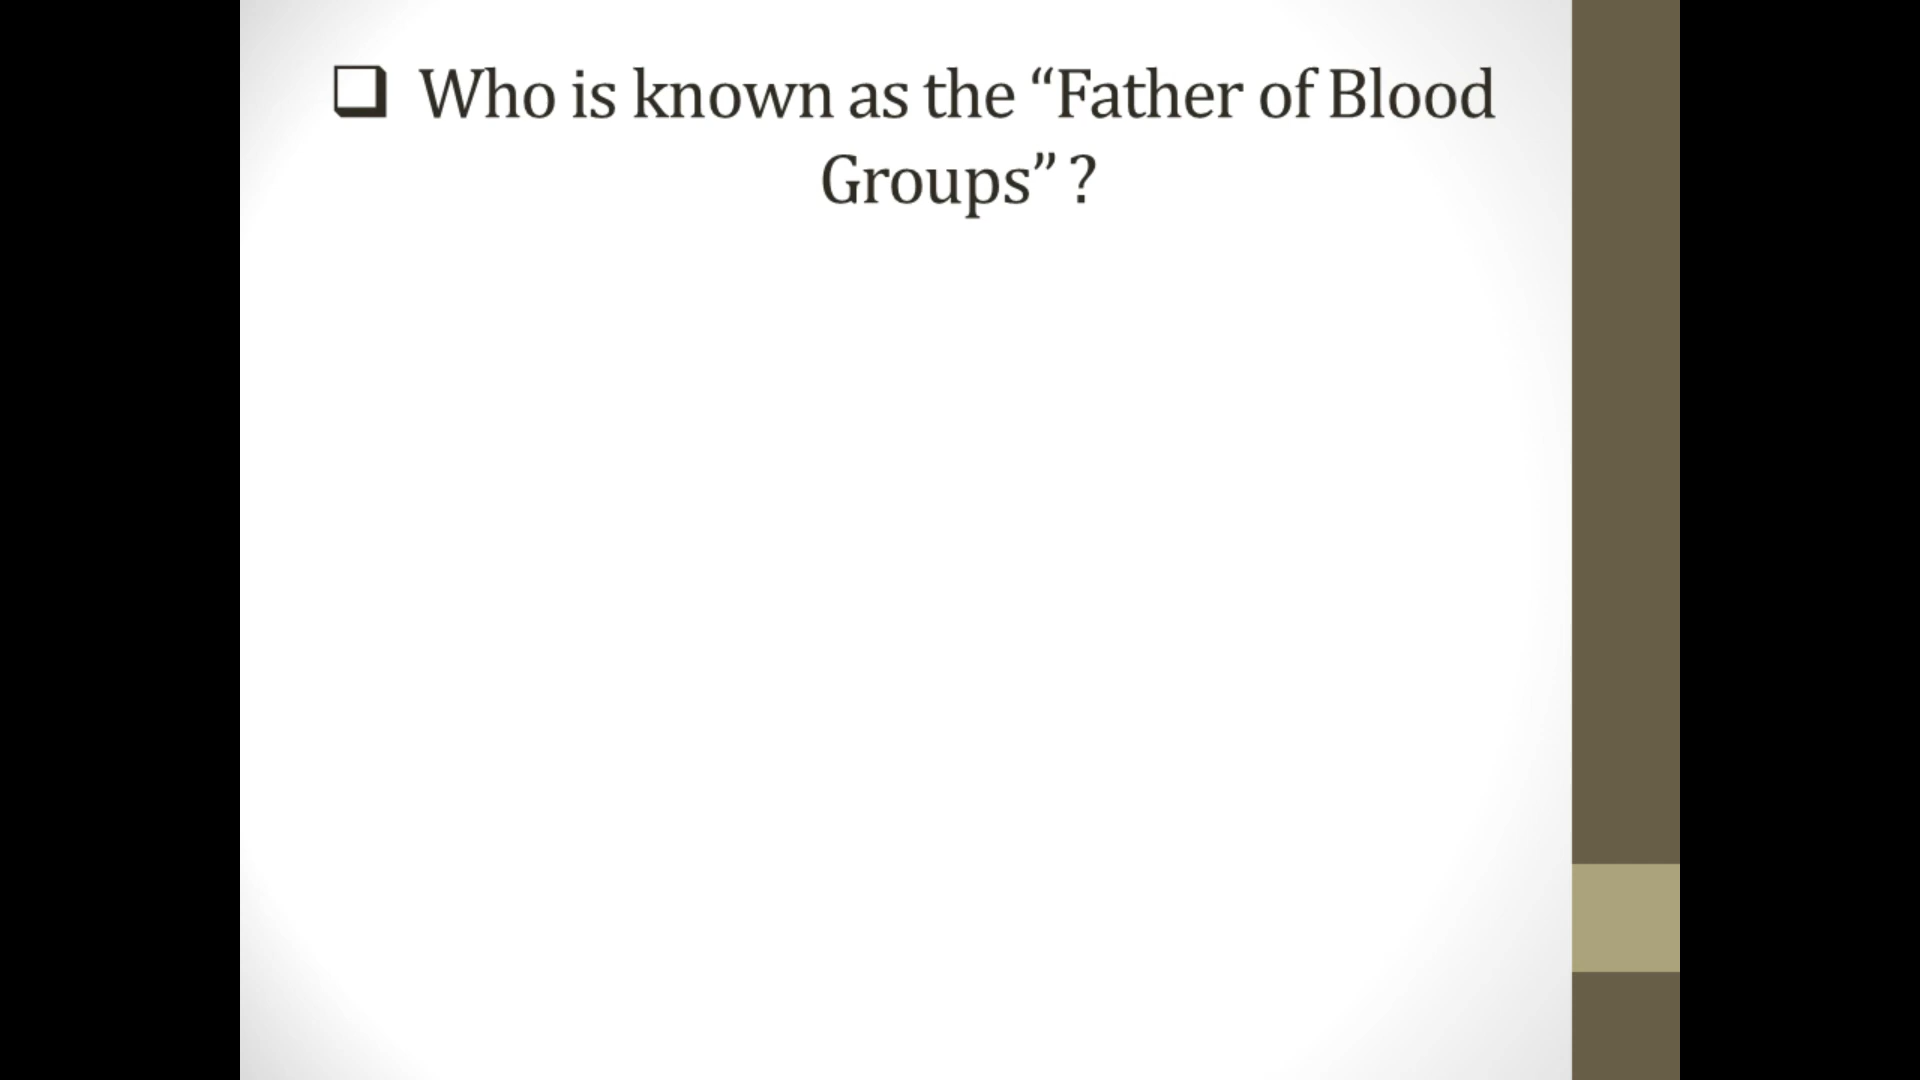 ❑ Who is known as the “Father of Blood
Groups” ?